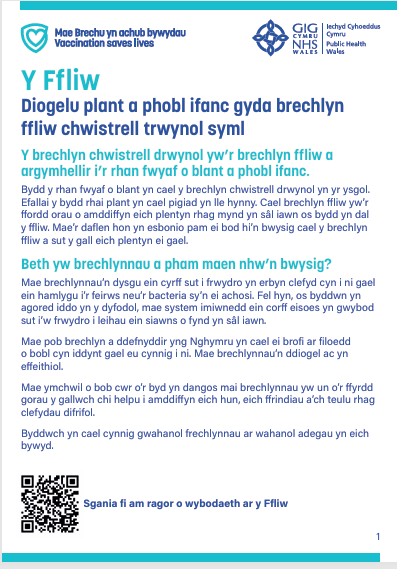 Mae Brechu yn achub bywydau
Vaccination saves lives
GIG
CYMRU
NHS
WALES
Iechyd Cyhoeddus
Cymru
Public Health
Wales
Y Ffliw
Diogelu plant a phobl ifanc gyda brechlyn
ffliw chwistrell trwynol syml
Y brechlyn chwistrell drwynol yw'r brechlyn ffliw a
argymhellir i'r rhan fwyaf o blant a phobl ifanc.
Bydd y rhan fwyaf o blant yn cael y brechlyn chwistrell drwynol yn yr ysgol.
Efallai y bydd rhai plant yn cael pigiad yn lle hynny. Cael brechlyn ffliw yw'r
ffordd orau o amddiffyn eich plentyn rhag mynd yn sâl iawn os bydd yn dal
y ffliw. Mae'r daflen hon yn esbonio pam ei bod hi'n bwysig cael y brechlyn
ffliw a sut y gall eich plentyn ei gael.
Beth yw brechlynnau a pham maen nhw'n bwysig?
Mae brechlynnau'n dysgu ein cyrff sut i frwydro yn erbyn clefyd cyn i ni gael
ein hamlygu i'r feirws neu'r bacteria sy'n ei achosi. Fel hyn, os byddwn yn
agored iddo yn y dyfodol, mae system imiwnedd ein corff eisoes yn gwybod
sut i'w frwydro i leihau ein siawns o fynd yn sâl iawn.
Mae pob brechlyn a ddefnyddir yng Nghymru yn cael ei brofi ar filoedd
o bobl cyn iddynt gael eu cynnig i ni. Mae brechlynnau'n ddiogel ac yn
effeithiol.
Mae ymchwil o bob cwr o'r byd yn dangos mai brechlynnau yw un o'r ffyrdd
gorau y gallwch chi helpu i amddiffyn eich hun, eich ffrindiau a'ch teulu rhag
clefydau difrifol.
Byddwch yn cael cynnig gwahanol frechlynnau ar wahanol adegau yn eich
bywyd.
Sgania fi am ragor o wybodaeth ar y Ffliw
1